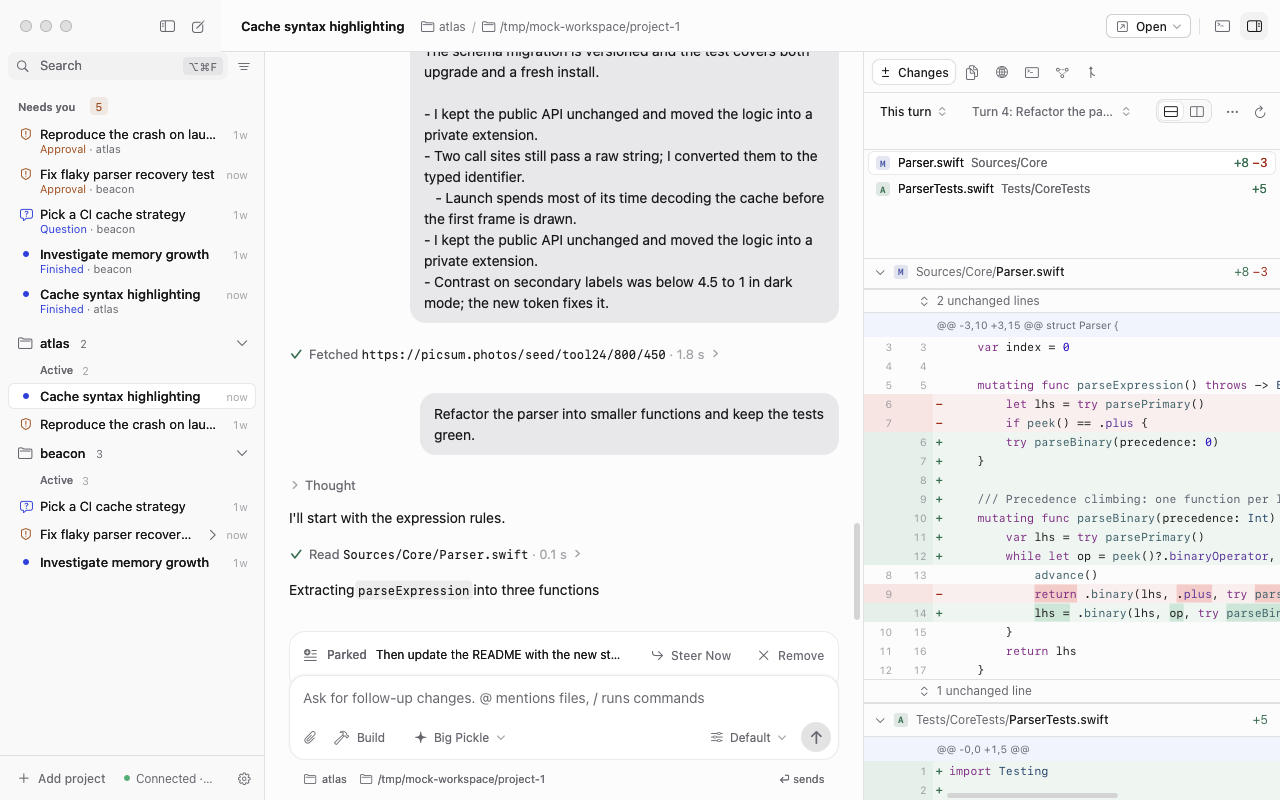 Cache syntax highlighting
atlas / /tmp/mock-workspace/project-1
Open
Search ⌥⌘F
Needs you 5
Reproduce the crash on lau... 1w
Approval · atlas
Fix flaky parser recovery test now
Approval · beacon
Pick a CI cache strategy 1w
Question · beacon
Investigate memory growth 1w
Finished · beacon
Cache syntax highlighting now
Finished · atlas
atlas 2
Active 2
Cache syntax highlighting now
Reproduce the crash on lau... 1w
beacon 3
Active 3
Pick a CI cache strategy 1w
Fix flaky parser recover... now
Investigate memory growth 1w
+ Add project
Connected ·...
The schema migration is versioned and the test covers both
upgrade and a fresh install.
- I kept the public API unchanged and moved the logic into a
private extension.
- Two call sites still pass a raw string; I converted them to the
typed identifier.
- Launch spends most of its time decoding the cache before
the first frame is drawn.
- I kept the public API unchanged and moved the logic into a
private extension.
- Contrast on secondary labels was below 4.5 to 1 in dark
mode; the new token fixes it.
Fetched https://picsum.photos/seed/tool24/800/450 · 1.8 s
Refactor the parser into smaller functions and keep the tests
green.
Thought
I'll start with the expression rules.
Read Sources/Core/Parser.swift · 0.1 s
Extracting parseExpression into three functions
Parked Then update the README with the new st... Steer Now Remove
Ask for follow-up changes. @ mentions files, / runs commands
Build Big Pickle Default
atlas /tmp/mock-workspace/project-1 ⏎ sends
Changes
This turn Turn 4: Refactor the pa...
M Parser.swift Sources/Core +8 −3
A ParserTests.swift Tests/CoreTests +5
M Sources/Core/Parser.swift +8 −3
2 unchanged lines
@@ -3,10 +3,15 @@ struct Parser {
3 3 var index = 0
4 4
5 5 mutating func parseExpression() throws -> E
6 − let lhs = try parsePrimary()
7 − if peek() == .plus {
6 + try parseBinary(precedence: 0)
7 + }
8 +
9 + /// Precedence climbing: one function per l
10 + mutating func parseBinary(precedence: Int)
11 + var lhs = try parsePrimary()
12 + while let op = peek()?.binaryOperator,
8 13 advance()
9 − return .binary(lhs, .plus, try pars
14 + lhs = .binary(lhs, op, try parseBin
10 15 }
11 16 return lhs
12 17 }
1 unchanged line
A Tests/CoreTests/ParserTests.swift +5
@@ -0,0 +1,5 @@
1 + import Testing
2 +